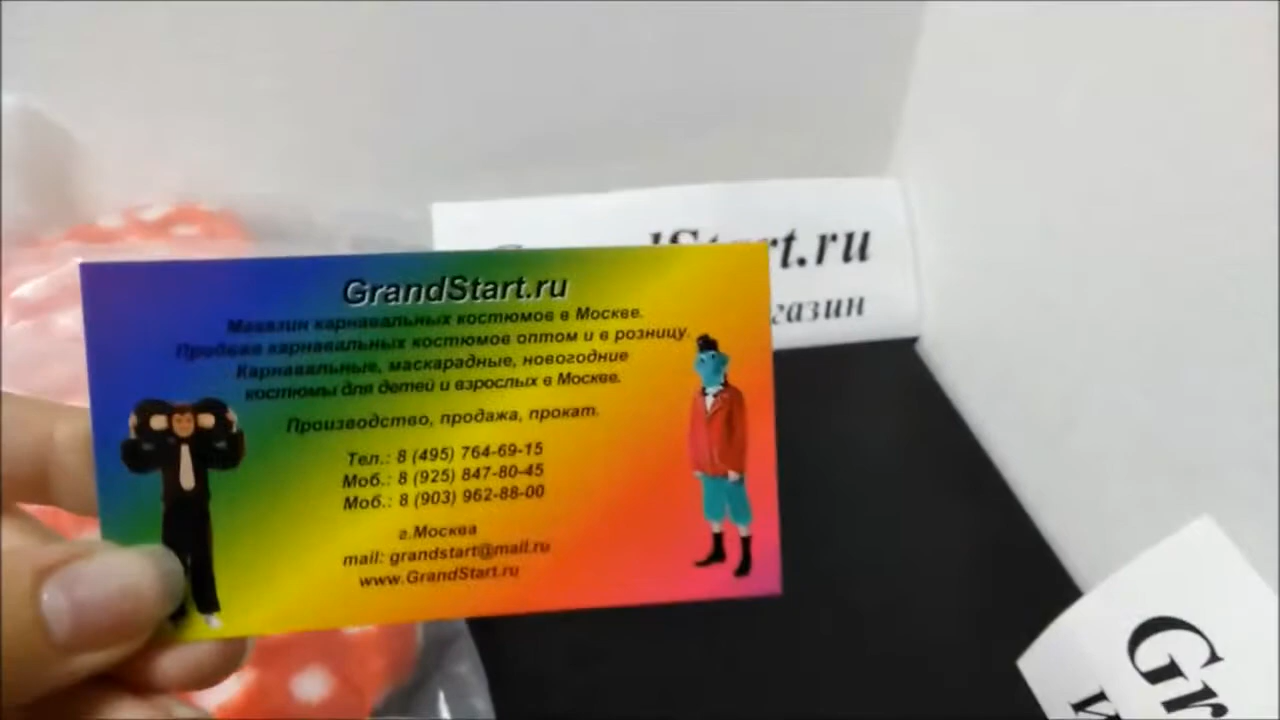 GrandStart.ru
Магазин карнавальных костюмов в Москве.
Продажа карнавальных костюмов оптом и в розницу.
Карнавальные, маскарадные, новогодние
костюмы для детей и взрослых в Москве.
Производство, продажа, прокат.
Тел.: 8 (495) 764-69-15
Моб.: 8 (925) 847-80-45
Моб.: 8 (903) 962-88-00
г.Москва
mail: grandstart@mail.ru
www.GrandStart.ru
dStart.ru
газин
Gr
и